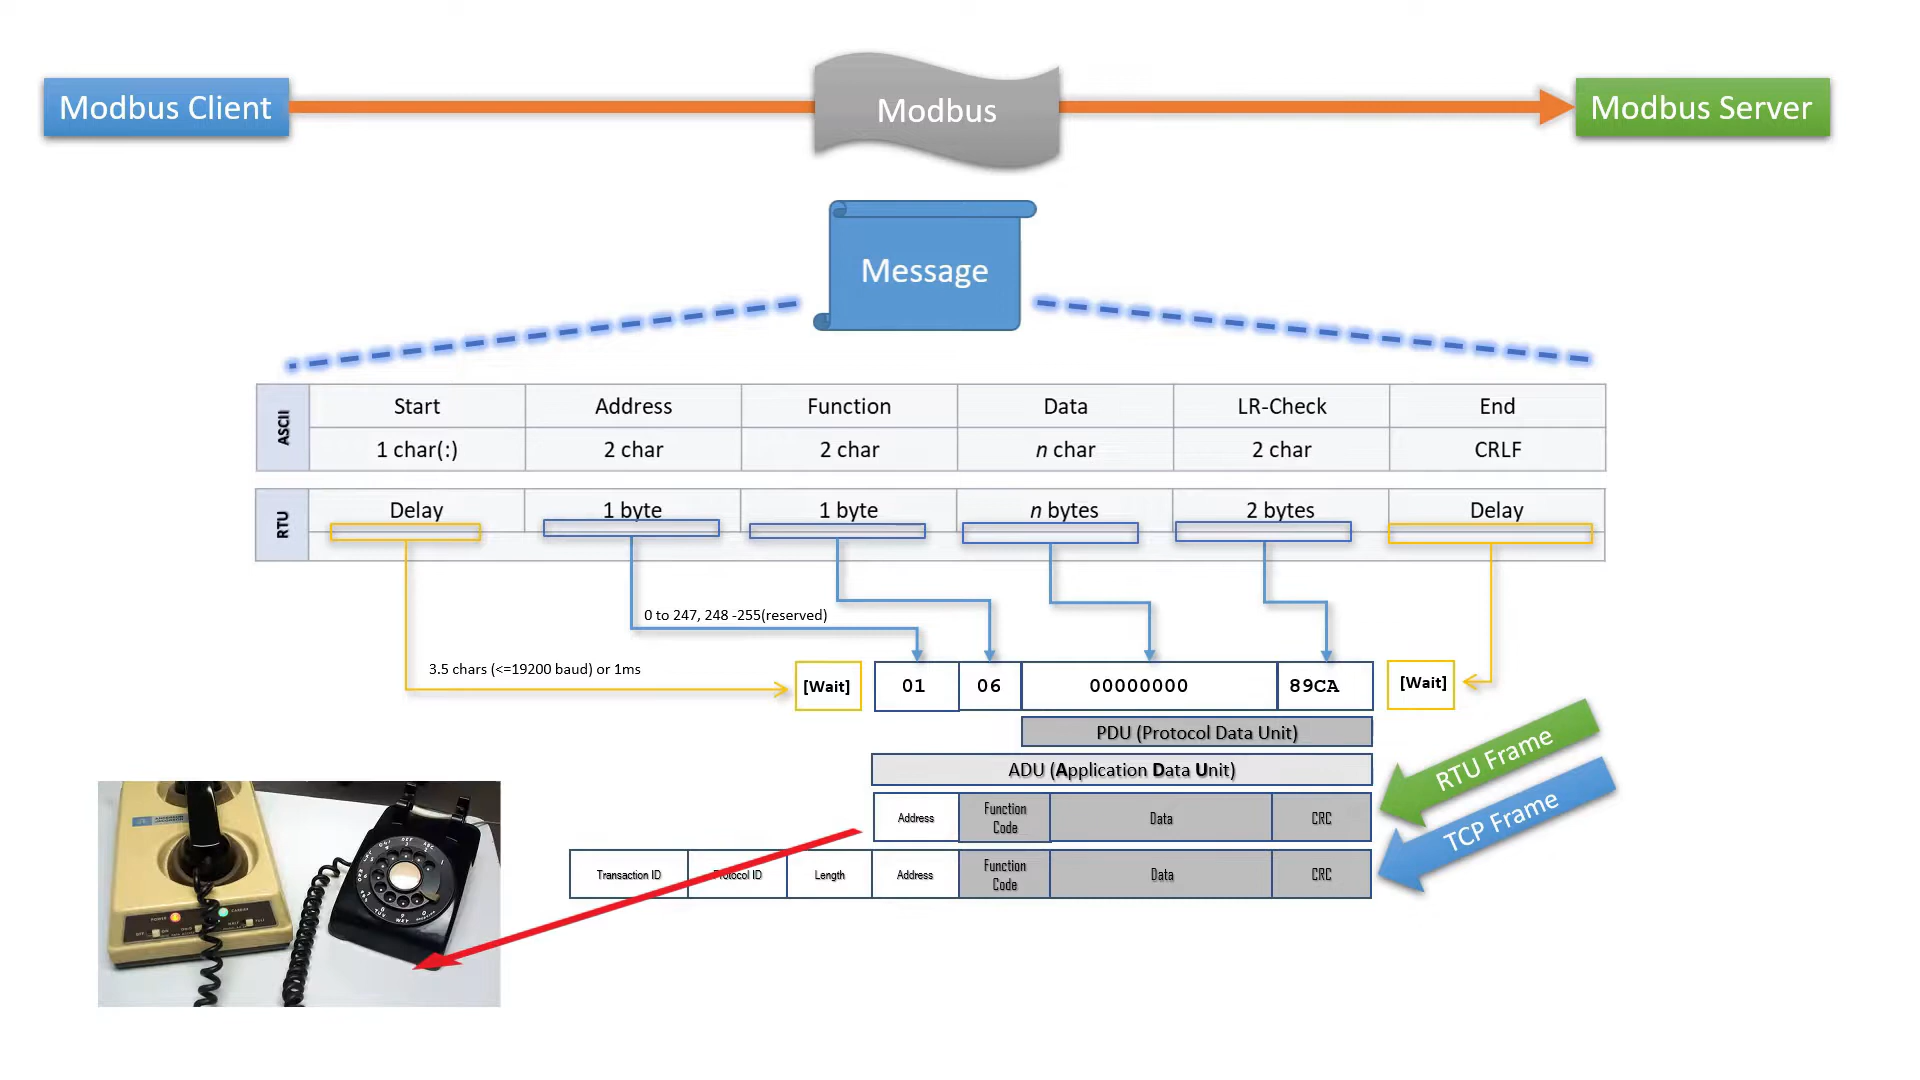 Modbus Client
Modbus
Modbus Server
Message
ASCII
Start
Address
Function
Data
LR-Check
End
1 char(:)
2 char
2 char
n char
2 char
CRLF
RTU
Delay
1 byte
1 byte
n bytes
2 bytes
Delay
0 to 247, 248 -255(reserved)
3.5 chars (<=19200 baud) or 1ms
[Wait]
01
06
00000000
89CA
[Wait]
PDU (Protocol Data Unit)
ADU (Application Data Unit)
RTU Frame
Address
Function
Code
Data
CRC
TCP Frame
Transaction ID
Protocol ID
Length
Address
Function
Code
Data
CRC
POWER
CARRIER